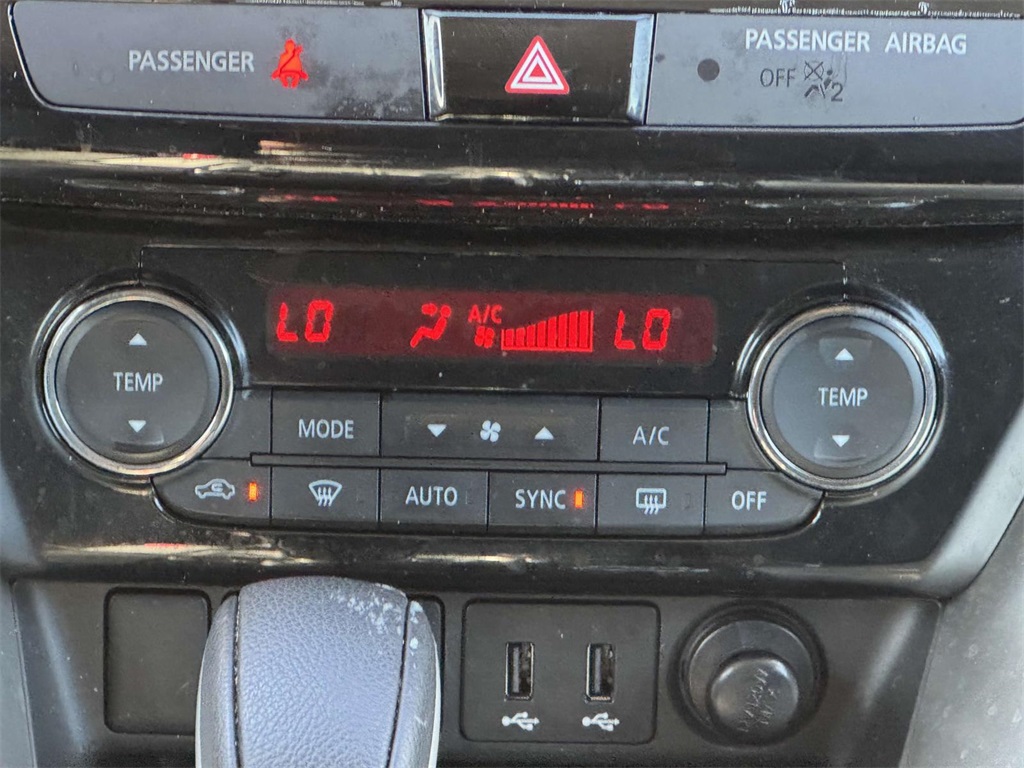 PASSENGER
PASSENGER AIRBAG
OFF 2
LO A/C LO
TEMP
TEMP
MODE A/C
AUTO SYNC OFF